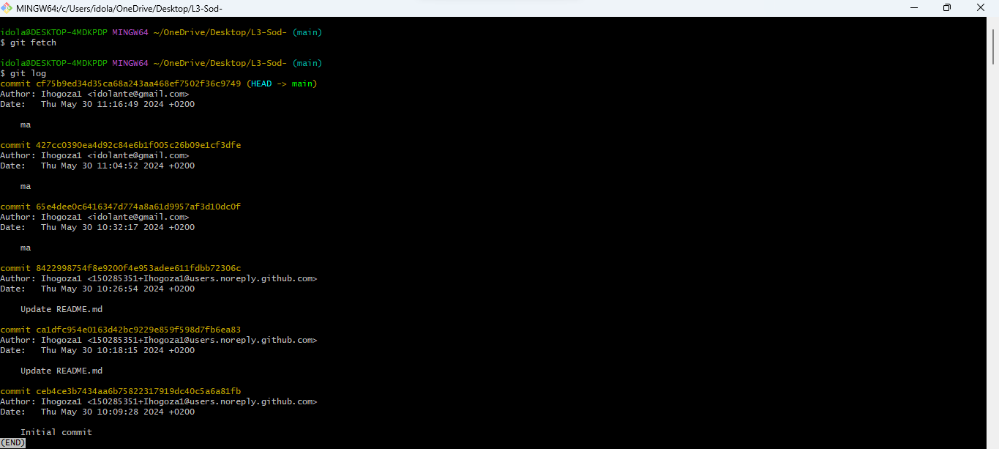 MINGW64:/c/Users/idola/OneDrive/Desktop/L3-Sod-
idola@DESKTOP-4MDKPDP MINGW64 ~/OneDrive/Desktop/L3-Sod- (main)
$ git fetch
idola@DESKTOP-4MDKPDP MINGW64 ~/OneDrive/Desktop/L3-Sod- (main)
$ git log
commit cf75b9ed34d35ca68a243aa468ef7502f36c9749 (HEAD -> main)
Author: Ihogoza1 <idolante@gmail.com>
Date:   Thu May 30 11:16:49 2024 +0200
    ma
commit 427cc0390ea4d92c84e6b1f005c26b09e1cf3dfe
Author: Ihogoza1 <idolante@gmail.com>
Date:   Thu May 30 11:04:52 2024 +0200
    ma
commit 65e4dee0c6416347d774a8a61d9957af3d10dc0f
Author: Ihogoza1 <idolante@gmail.com>
Date:   Thu May 30 10:32:17 2024 +0200
    ma
commit 8422998754f8e9200f4e953adee611fdbb72306c
Author: Ihogoza1 <150285351+Ihogoza1@users.noreply.github.com>
Date:   Thu May 30 10:26:54 2024 +0200
    Update README.md
commit ca1dfc954e0163d42bc9229e859f598d7fb6ea83
Author: Ihogoza1 <150285351+Ihogoza1@users.noreply.github.com>
Date:   Thu May 30 10:18:15 2024 +0200
    Update README.md
commit ceb4ce3b7434aa6b75822317919dc40c5a6a81fb
Author: Ihogoza1 <150285351+Ihogoza1@users.noreply.github.com>
Date:   Thu May 30 10:09:28 2024 +0200
    Initial commit
(END)